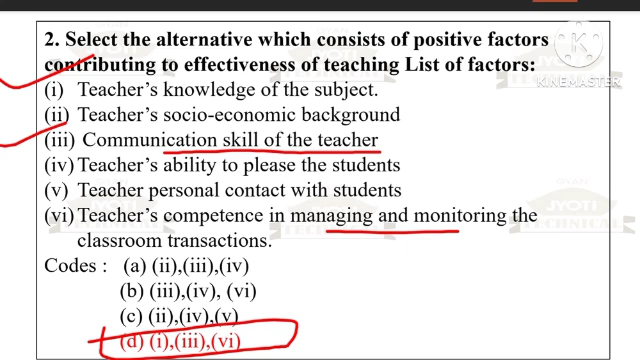 2. Select the alternative which consists of positive factors
contributing to effectiveness of teaching List of factors:
(i) Teacher's knowledge of the subject.
(ii) Teacher's socio-economic background
(iii) Communication skill of the teacher
(iv) Teacher's ability to please the students
(v) Teacher personal contact with students
(vi) Teacher's competence in managing and monitoring the
classroom transactions.
Codes : (a) (ii),(iii),(iv)
(b) (iii),(iv), (vi)
(c) (ii),(iv),(v)
(d) (i),(iii),(vi)
KINEMASTER
GYAN
JYOTI
TECHNICAL